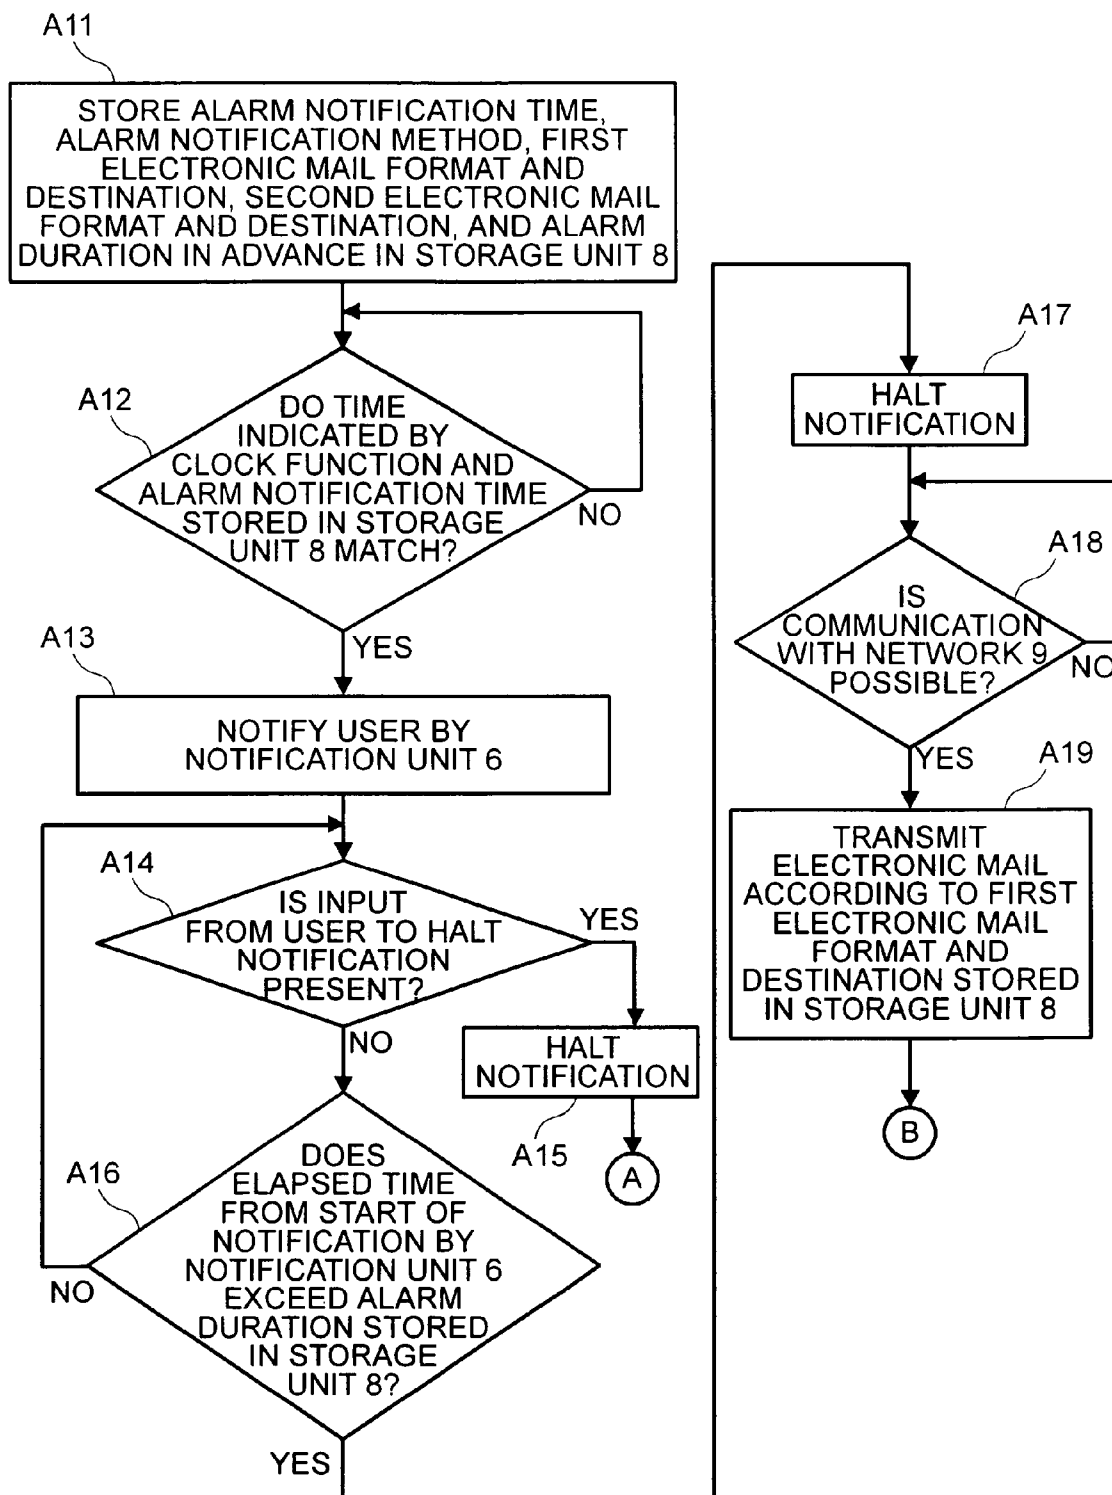 A11
STORE ALARM NOTIFICATION TIME,
ALARM NOTIFICATION METHOD, FIRST
ELECTRONIC MAIL FORMAT AND
DESTINATION, SECOND ELECTRONIC MAIL
FORMAT AND DESTINATION, AND ALARM
DURATION IN ADVANCE IN STORAGE UNIT 8
A12
DO TIME
INDICATED BY
CLOCK FUNCTION AND
ALARM NOTIFICATION TIME
STORED IN STORAGE
UNIT 8 MATCH?
NO
YES
A13
NOTIFY USER BY
NOTIFICATION UNIT 6
A14
IS INPUT
FROM USER TO HALT
NOTIFICATION
PRESENT?
YES
NO
HALT
NOTIFICATION
A15
A
A16
DOES
ELAPSED TIME
FROM START OF
NOTIFICATION BY
NOTIFICATION UNIT 6
EXCEED ALARM
DURATION STORED
IN STORAGE
UNIT 8?
NO
YES
A17
HALT
NOTIFICATION
A18
IS
COMMUNICATION
WITH NETWORK 9
POSSIBLE?
NO
YES
A19
TRANSMIT
ELECTRONIC MAIL
ACCORDING TO FIRST
ELECTRONIC MAIL
FORMAT AND
DESTINATION STORED
IN STORAGE UNIT 8
B